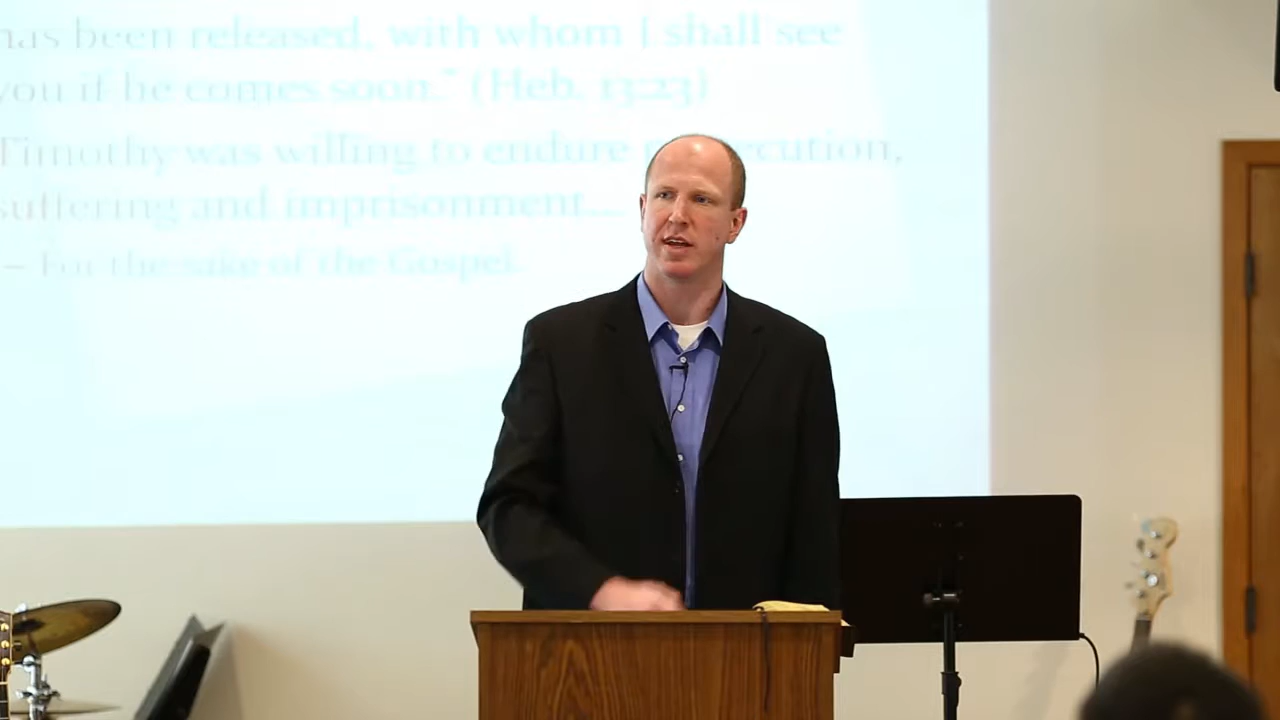 has been released, with whom I shall see
you if he comes soon." (Heb. 13:23)
Timothy was willing to endure
suffering and imprisonment...
– For the sake of the Gospel.